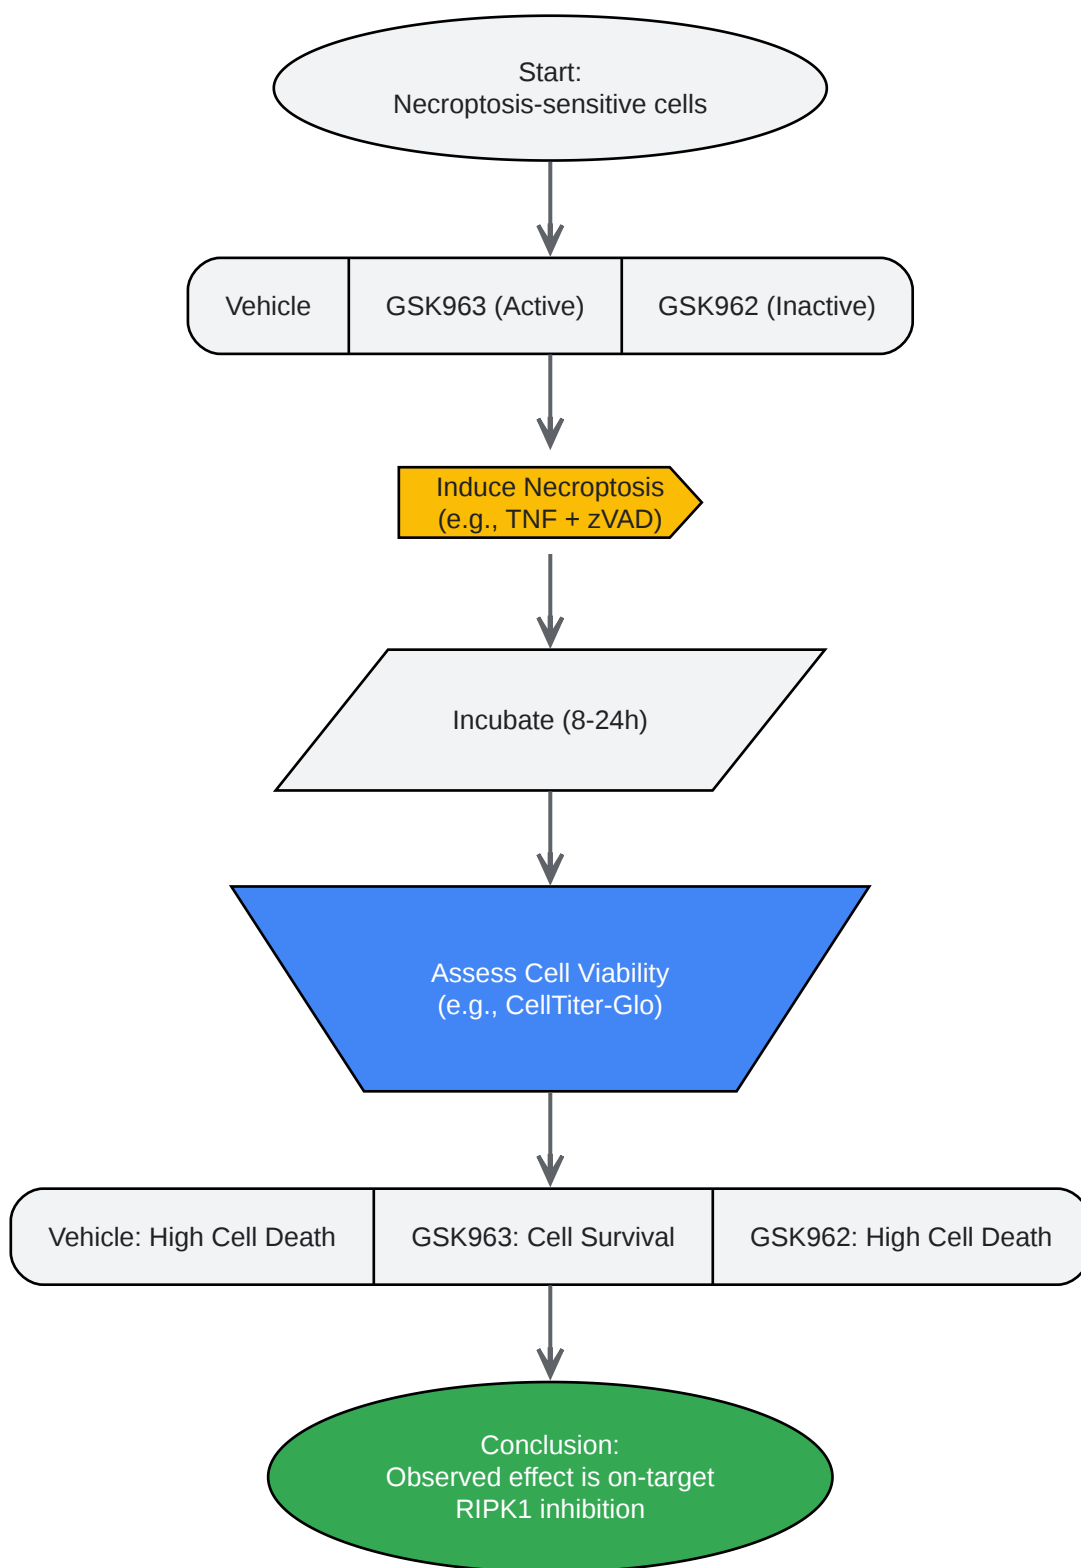 Start:
Necroptosis-sensitive cells
Vehicle
GSK963 (Active)
GSK962 (Inactive)
Induce Necroptosis
(e.g., TNF + zVAD)
Incubate (8-24h)
Assess Cell Viability
(e.g., CellTiter-Glo)
Vehicle: High Cell Death
GSK963: Cell Survival
GSK962: High Cell Death
Conclusion:
Observed effect is on-target
RIPK1 inhibition